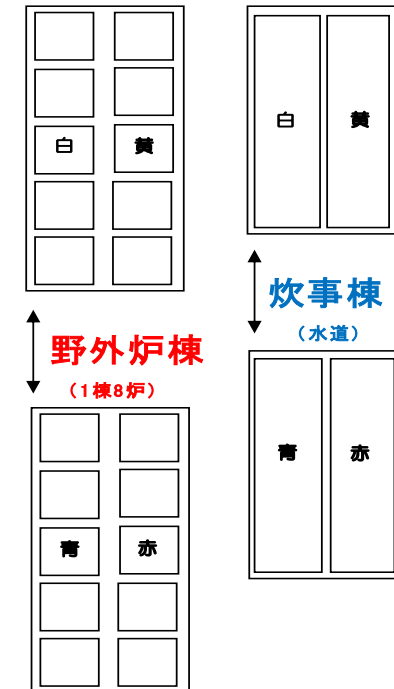 白 黄
白 黄
野外炉棟
（1棟8炉）
炊事棟
（水道）
青 赤
青 赤